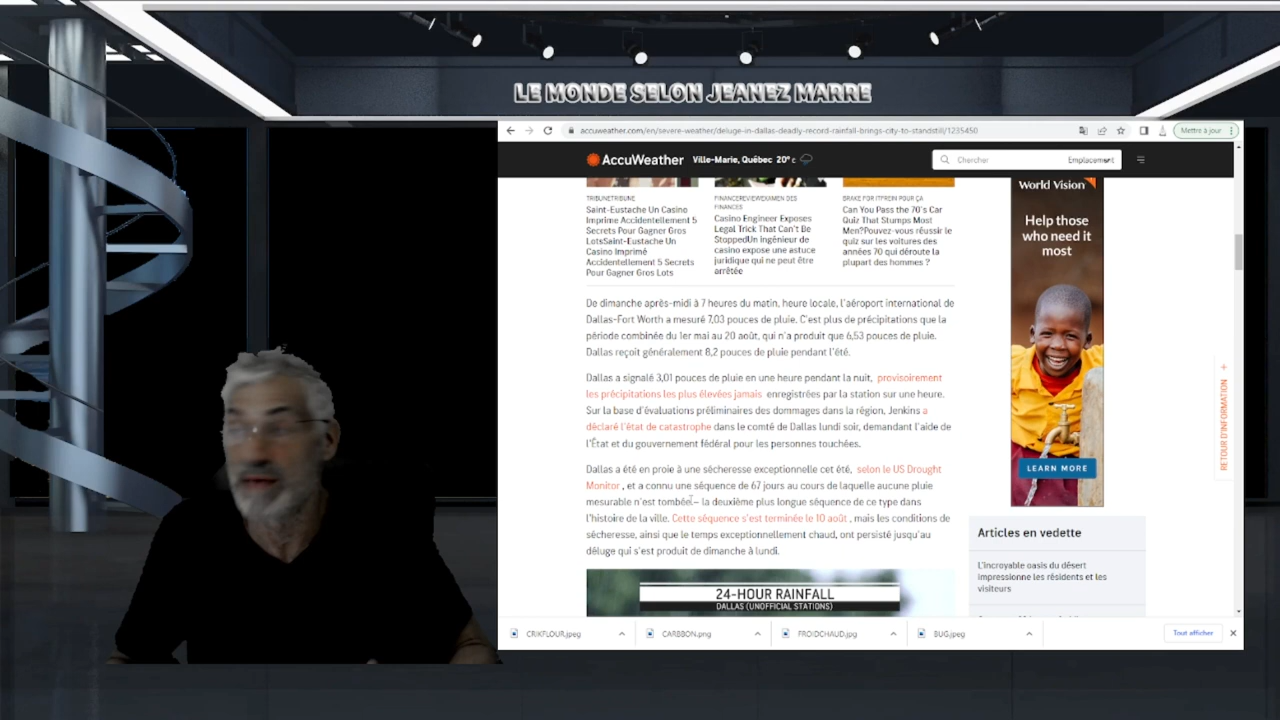 LE MONDE SELON JEANEZ MARRE
accuweather.com/en/severe-weather/deluge-in-dallas-deadly-record-rainfall-brings-city-to-standstill/1235450
Mettre à jour
AccuWeather
Ville-Marie, Québec 20° c
Chercher
Emplacement
TRIBUNETRIBUNE
Saint-Eustache Un Casino
Imprime Accidentellement 5
Secrets Pour Gagner Gros
LotsSaint-Eustache Un
Casino Imprimé
Accidentellement 5 Secrets
Pour Gagner Gros Lots
FINANCEREVIEWEXAMEN DES
FINANCES
Casino Engineer Exposes
Legal Trick That Can't Be
StoppedUn Ingénieur de
casino expose une astuce
juridique qui ne peut être
arrêtée
BRAKE FOR ITFREIN POUR ÇA
Can You Pass the 70's Car
Quiz That Stumps Most
Men?Pouvez-vous réussir le
quiz sur les voitures des
années 70 qui déroute la
plupart des hommes ?
De dimanche après-midi à 7 heures du matin, heure locale, l'aéroport international de
Dallas-Fort Worth a mesuré 7,03 pouces de pluie. C'est plus de précipitations que la
période combinée du 1er mai au 20 août, qui n'a produit que 6,53 pouces de pluie.
Dallas reçoit généralement 8,2 pouces de pluie pendant l'été.
Dallas a signalé 3,01 pouces de pluie en une heure pendant la nuit, provisoirement
les précipitations les plus élevées jamais enregistrées par la station sur une heure.
Sur la base d'évaluations préliminaires des dommages dans la région, Jenkins a
déclaré l'état de catastrophe dans le comté de Dallas lundi soir, demandant l'aide de
l'État et du gouvernement fédéral pour les personnes touchées.
Dallas a été en proie à une sécheresse exceptionnelle cet été, selon le US Drought
Monitor , et a connu une séquence de 67 jours au cours de laquelle aucune pluie
mesurable n'est tombée – la deuxième plus longue séquence de ce type dans
l'histoire de la ville. Cette séquence s'est terminée le 10 août , mais les conditions de
sécheresse, ainsi que le temps exceptionnellement chaud, ont persisté jusqu'au
déluge qui s'est produit de dimanche à lundi.
24-HOUR RAINFALL
DALLAS (UNOFFICIAL STATIONS)
World Vision
Help those
who need it
most
LEARN MORE
RETOUR D'INFORMATION +
Articles en vedette
L'incroyable oasis du désert
impressionne les résidents et les
visiteurs
CRIKFLOUR.jpeg
CARBBON.png
FROIDCHAUD.jpg
BUG.jpeg
Tout afficher